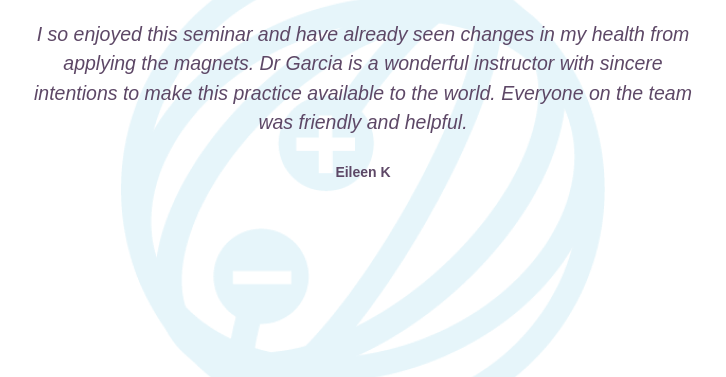 I so enjoyed this seminar and have already seen changes in my health from
applying the magnets. Dr Garcia is a wonderful instructor with sincere
intentions to make this practice available to the world. Everyone on the team
was friendly and helpful.
Eileen K